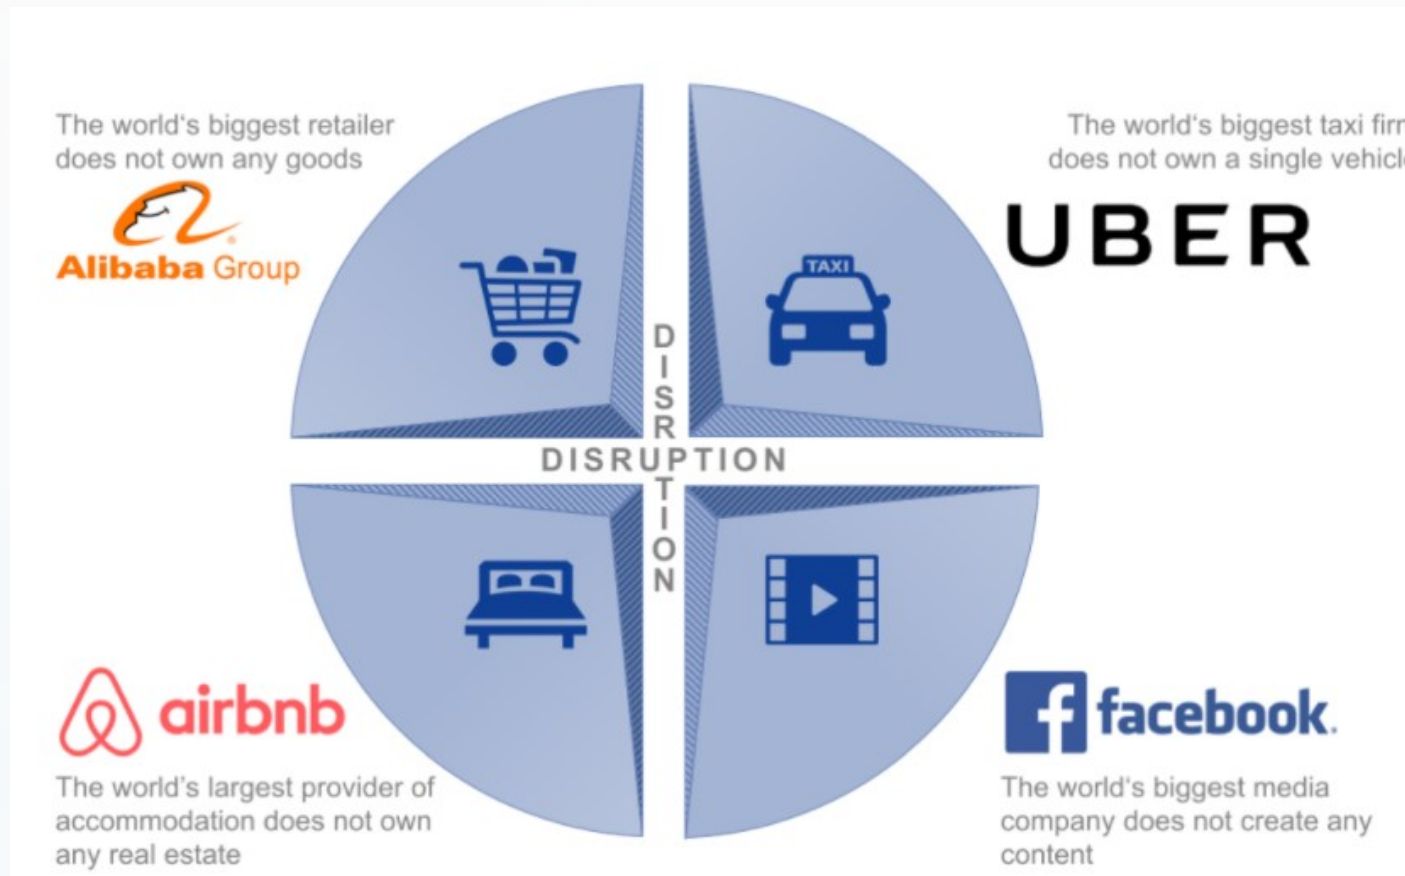 The world's biggest retailer
does not own any goods
Alibaba Group
The world's biggest taxi
does not own a single
UBER
TAXI
DISRUPTION
DISRUPTION
airbnb
The world's largest provider of
accommodation does not own
any real estate
facebook.
The world's biggest media
company does not create any
content